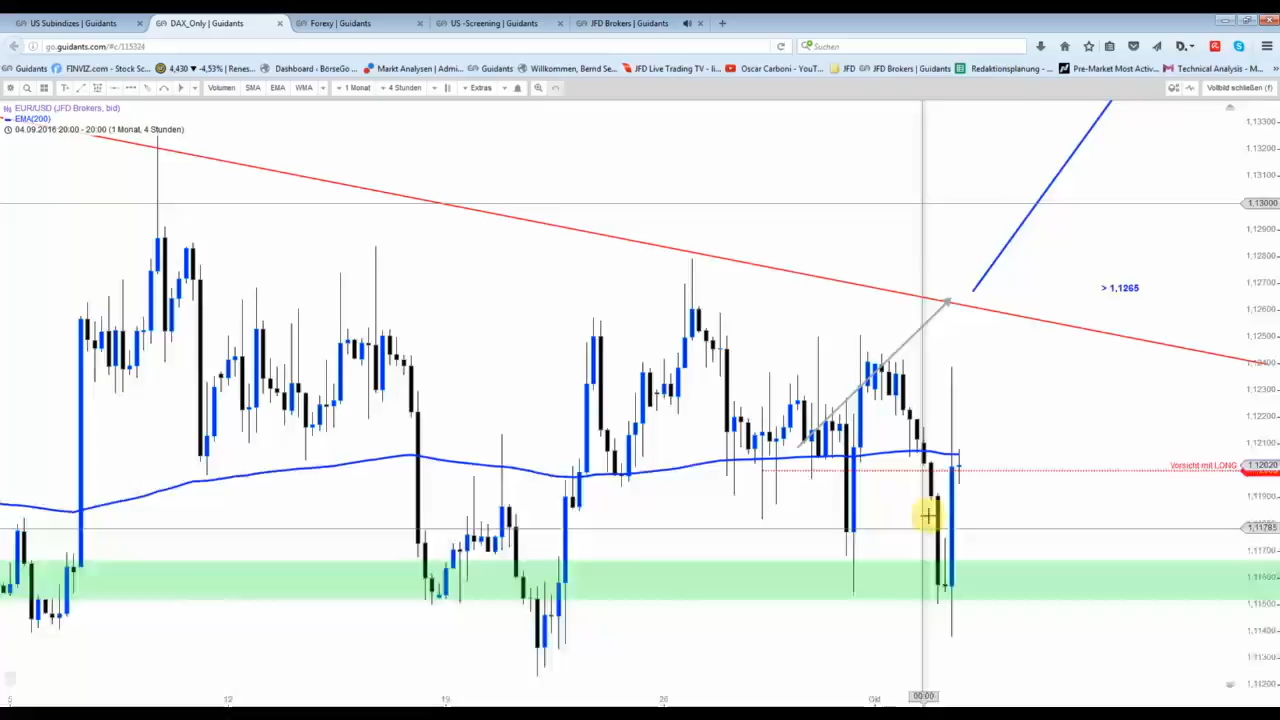 US Subindizes | Guidants × DAX_Only | Guidants × Forexy | Guidants × US -Screening | Guidants × JFD Brokers | Guidants × +
go.guidants.com/#c/115324 Suchen
Guidants FINVIZ.com - Stock Sc... 4,430 ▼ -4,53% | Renes... Dashboard ‹ BörseGo ... Markt Analysen | Admi... Guidants Willkommen, Bernd Se... JFD Live Trading TV - li... Oscar Carboni - YouT... JFD JFD Brokers | Guidants Redaktionsplanung - ... Pre-Market Most Activ... Technical Analysis - M...
Volumen SMA EMA WMA 1 Monat 4 Stunden Extras Vollbild schließen (f)
EUR/USD (JFD Brokers, bid)
EMA(200)
04.09.2016 20:00 - 20:00 (1 Monat, 4 Stunden)
1,13300
1,13200
1,13100
1,13000
1,12900
1,12800
> 1,1265
1,12700
1,12600
1,12500
1,12400
1,12300
1,12200
1,12100
Vorsicht mit LONG 1,12020
1,11900
1,11785
1,11700
1,11600
1,11500
1,11400
1,11300
1,11200
5 12 19 26 Okt 00:00